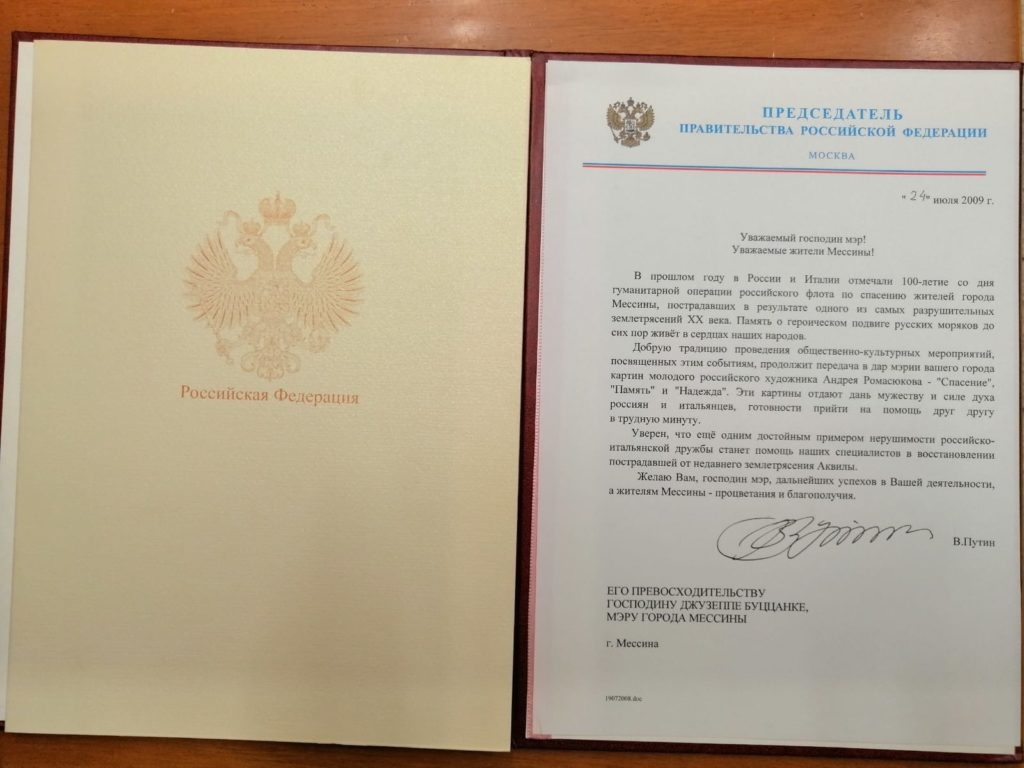 Российская Федерация
ПРЕДСЕДАТЕЛЬ
ПРАВИТЕЛЬСТВА РОССИЙСКОЙ ФЕДЕРАЦИИ
МОСКВА
" 24" июля 2009 г.
Уважаемый господин мэр!
Уважаемые жители Мессины!
В прошлом году в России и Италии отмечали 100-летие со дня
гуманитарной операции российского флота по спасению жителей города
Мессины, пострадавших в результате одного из самых разрушительных
землетрясений XX века. Память о героическом подвиге русских моряков до
сих пор живёт в сердцах наших народов.
Добрую традицию проведения общественно-культурных мероприятий,
посвященных этим событиям, продолжит передача в дар мэрии вашего города
картин молодого российского художника Андрея Ромасюкова - "Спасение",
"Память" и "Надежда". Эти картины отдают дань мужеству и силе духа
россиян и итальянцев, готовности прийти на помощь друг другу
в трудную минуту.
Уверен, что ещё одним достойным примером нерушимости российско-
итальянской дружбы станет помощь наших специалистов в восстановлении
пострадавшей от недавнего землетрясения Аквилы.
Желаю Вам, господин мэр, дальнейших успехов в Вашей деятельности,
а жителям Мессины - процветания и благополучия.
В.Путин
ЕГО ПРЕВОСХОДИТЕЛЬСТВУ
ГОСПОДИНУ ДЖУЗЕППЕ БУЦЦАНКЕ,
МЭРУ ГОРОДА МЕССИНЫ
г. Мессина
19072008.doc